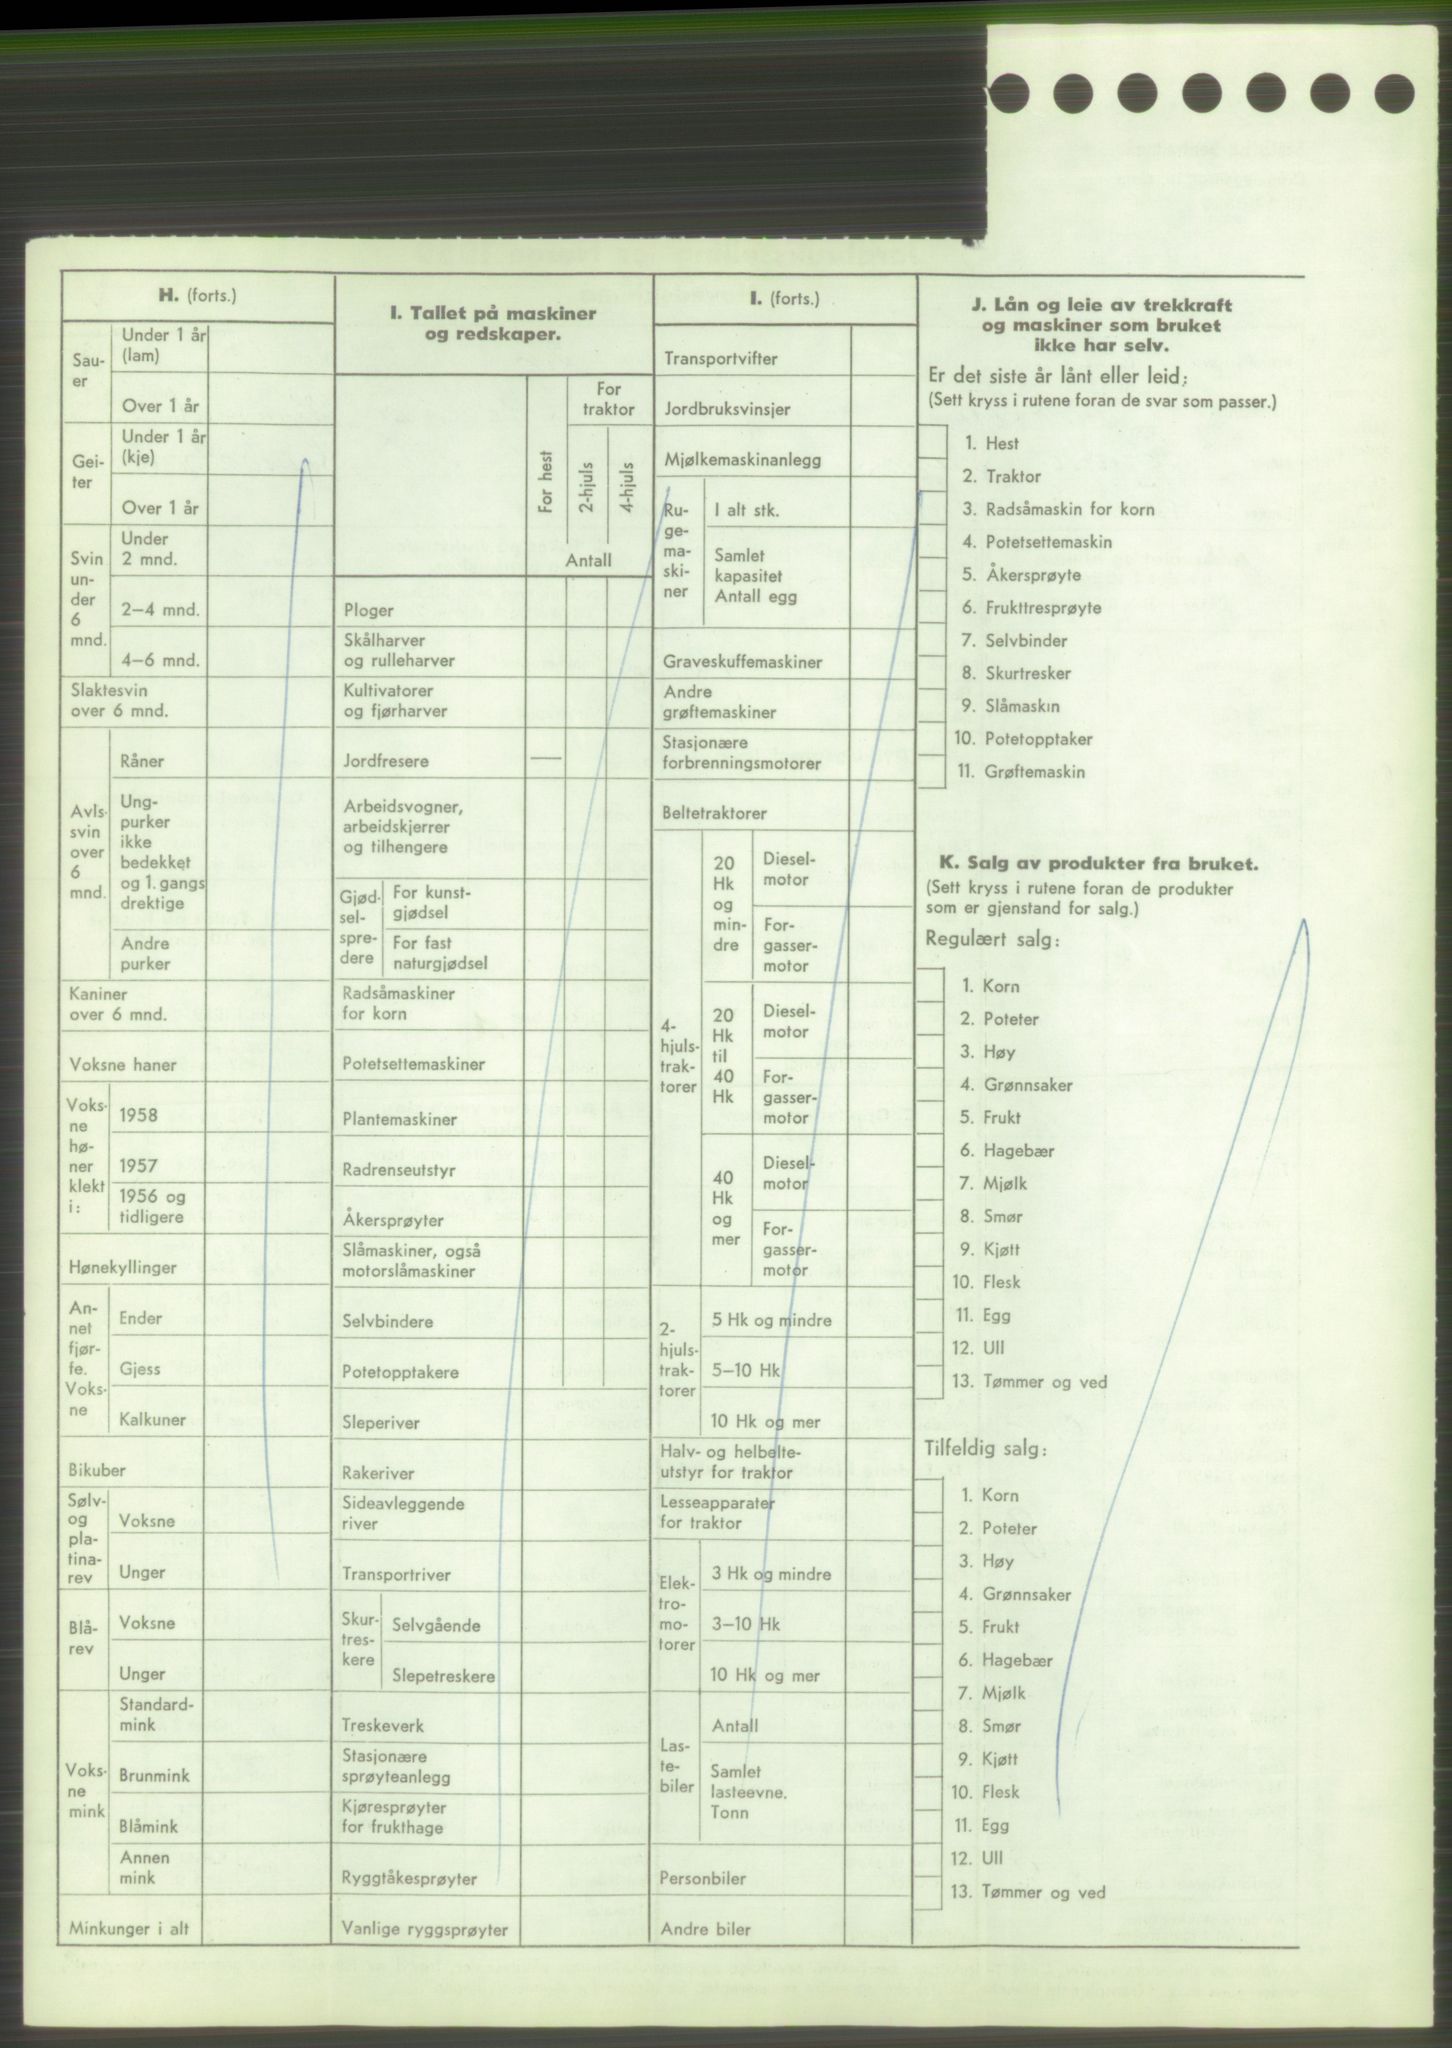 H. (forts.)
Sau-
er
Under 1 år
(lam)
Over 1 år
Gei-
ter
Under 1 år
(kje)
Over 1 år
Svin
un-
der
6
mnd.
Under
2 mnd.
2–4 mnd.
4–6 mnd.
Slaktesvin
over 6 mnd.
Avls-
svin
over
6
mnd.
Råner
Ung-
purker
ikke
bedekket
og 1. gangs
drektige
Andre
purker
Kaniner
over 6 mnd.
Voksne haner
Voks-
ne
hø-
ner
klekt
i:
1958
1957
1956 og
tidligere
Hønekyllinger
An-
net
fjør-
fe.
Voks-
ne
Ender
Gjess
Kalkuner
Bikuber
Sølv-
og
pla-
tina-
rev
Voksne
Unger
Blå-
rev
Voksne
Unger
Voks-
ne
mink
Standard-
mink
Brunmink
Blåmink
Annen
mink
Minkunger i alt
I. Tallet på maskiner
og redskaper.
For hest
For
traktor
2-hjuls
4-hjuls
Antall
Ploger
Skålharver
og rulleharver
Kultivatorer
og fjørharver
Jordfresere —
Arbeidsvogner,
arbeidskjerrer
og tilhengere
Gjød-
sel-
spre-
dere
For kunst-
gjødsel
For fast
naturgjødsel
Radsåmaskiner
for korn
Potetsettemaskiner
Plantemaskiner
Radrenseutstyr
Åkersprøyter
Slåmaskiner, også
motorslåmaskiner
Selvbindere
Potetopptakere
Sleperiver
Rakeriver
Sideavleggende
river
Transportriver
Skur-
tres-
kere
Selvgående
Slepetreskere
Treskeverk
Stasjonære
sprøyteanlegg
Kjøresprøyter
for frukthage
Ryggtåkesprøyter
Vanlige ryggsprøyter
I. (forts.)
Transportvifter
Jordbruksvinsjer
Mjølkemaskinanlegg
Ru-
ge-
ma-
ski-
ner
I alt stk.
Samlet
kapasitet
Antall egg
Graveskuffemaskiner
Andre
grøftemaskiner
Stasjonære
forbrenningsmotorer
Beltetraktorer
4-
hjuls-
trak-
torer
20
Hk
og
min-
dre
Diesel-
motor
For-
gasser-
motor
20
Hk
til
40
Hk
Diesel-
motor
For-
gasser-
motor
40
Hk
og
mer
Diesel-
motor
For-
gasser-
motor
2-
hjuls-
trak-
torer
5 Hk og mindre
5–10 Hk
10 Hk og mer
Halv- og helbelte-
utstyr for traktor
Lesseapparater
for traktor
Elek-
tro-
mo-
torer
3 Hk og mindre
3–10 Hk
10 Hk og mer
Las-
te-
biler
Antall
Samlet
lasteevne.
Tonn
Personbiler
Andre biler
J. Lån og leie av trekkraft
og maskiner som bruket
ikke har selv.
Er det siste år lånt eller leid:
(Sett kryss i rutene foran de svar som passer.)
1. Hest
2. Traktor
3. Radsåmaskin for korn
4. Potetsettemaskin
5. Åkersprøyte
6. Frukttresprøyte
7. Selvbinder
8. Skurtresker
9. Slåmaskin
10. Potetopptaker
11. Grøftemaskin
K. Salg av produkter fra bruket.
(Sett kryss i rutene foran de produkter
som er gjenstand for salg.)
Regulært salg:
1. Korn
2. Poteter
3. Høy
4. Grønnsaker
5. Frukt
6. Hagebær
7. Mjølk
8. Smør
9. Kjøtt
10. Flesk
11. Egg
12. Ull
13. Tømmer og ved
Tilfeldig salg:
1. Korn
2. Poteter
3. Høy
4. Grønnsaker
5. Frukt
6. Hagebær
7. Mjølk
8. Smør
9. Kjøtt
10. Flesk
11. Egg
12. Ull
13. Tømmer og ved